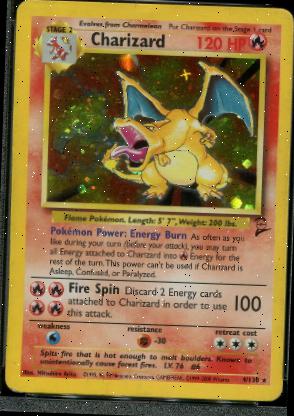 Evolves from Charmeleon Put Charizard on the Stage 1 card
STAGE 2
Charizard 120 HP
Flame Pokémon. Length: 5' 7", Weight: 200 lbs.
Pokémon Power: Energy Burn As often as you
like during your turn (before your attack), you may turn
all Energy attached to Charizard into for
the rest of the turn. This power can't be used if Charizard is
Asleep, Confused, or Paralyzed.
Fire Spin Discard 2 Energy cards
attached to Charizard in order to use
this attack.
100
weakness resistance retreat cost
-30
Spits fire that is hot enough to melt boulders. Known to
unintentionally cause forest fires. LV. 76 #6
Illus. Mitsuhiro Arita
4/130 ★